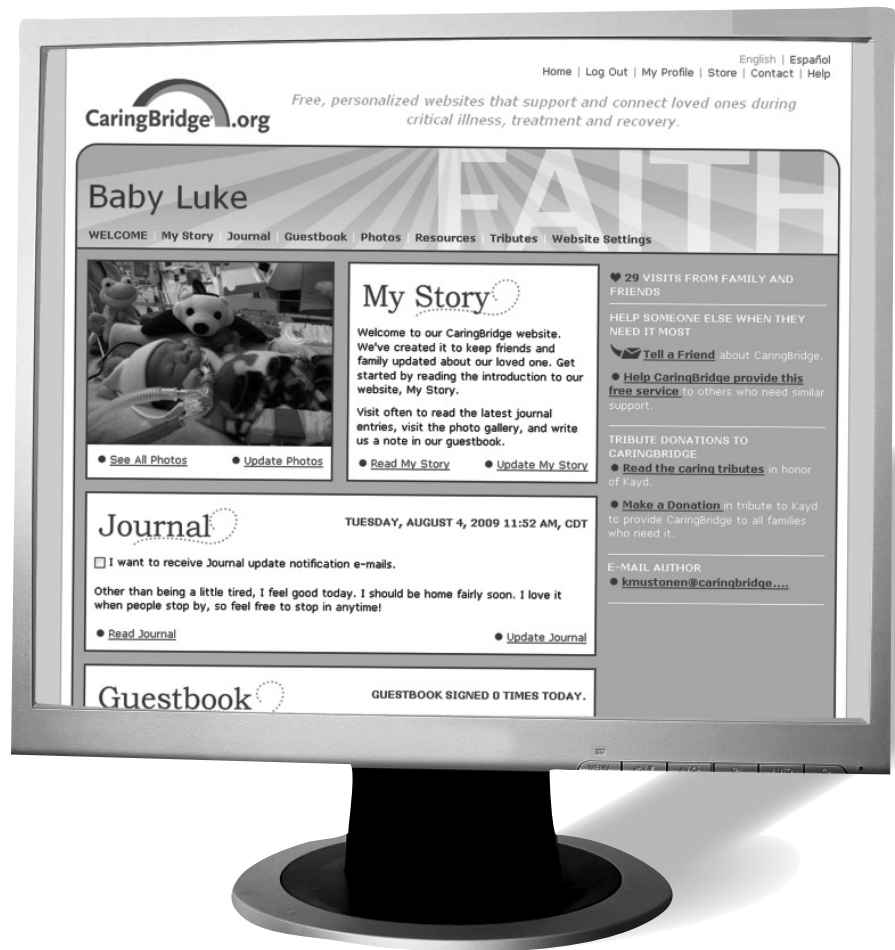 English | Español
Home | Log Out | My Profile | Store | Contact | Help
CaringBridge.org
Free, personalized websites that support and connect loved ones during
critical illness, treatment and recovery.
FAITH
Baby Luke
WELCOME | My Story | Journal | Guestbook | Photos | Resources | Tributes | Website Settings
See All Photos
Update Photos
My Story
Welcome to our CaringBridge website.
We've created it to keep friends and
family updated about our loved one. Get
started by reading the introduction to our
website, My Story.
Visit often to read the latest journal
entries, visit the photo gallery, and write
us a note in our guestbook.
Read My Story
Update My Story
Journal
TUESDAY, AUGUST 4, 2009 11:52 AM, CDT
I want to receive Journal update notification e-mails.
Other than being a little tired, I feel good today. I should be home fairly soon. I love it
when people stop by, so feel free to stop in anytime!
Read Journal
Update Journal
Guestbook
GUESTBOOK SIGNED 0 TIMES TODAY.
29 VISITS FROM FAMILY AND
FRIENDS
HELP SOMEONE ELSE WHEN THEY
NEED IT MOST
Tell a Friend about CaringBridge.
Help CaringBridge provide this
free service to others who need similar
support.
TRIBUTE DONATIONS TO
CARINGBRIDGE
Read the caring tributes in honor
of Kayd.
Make a Donation in tribute to Kayd
to provide CaringBridge to all families
who need it.
E-MAIL AUTHOR
kmustonen@caringbridge....